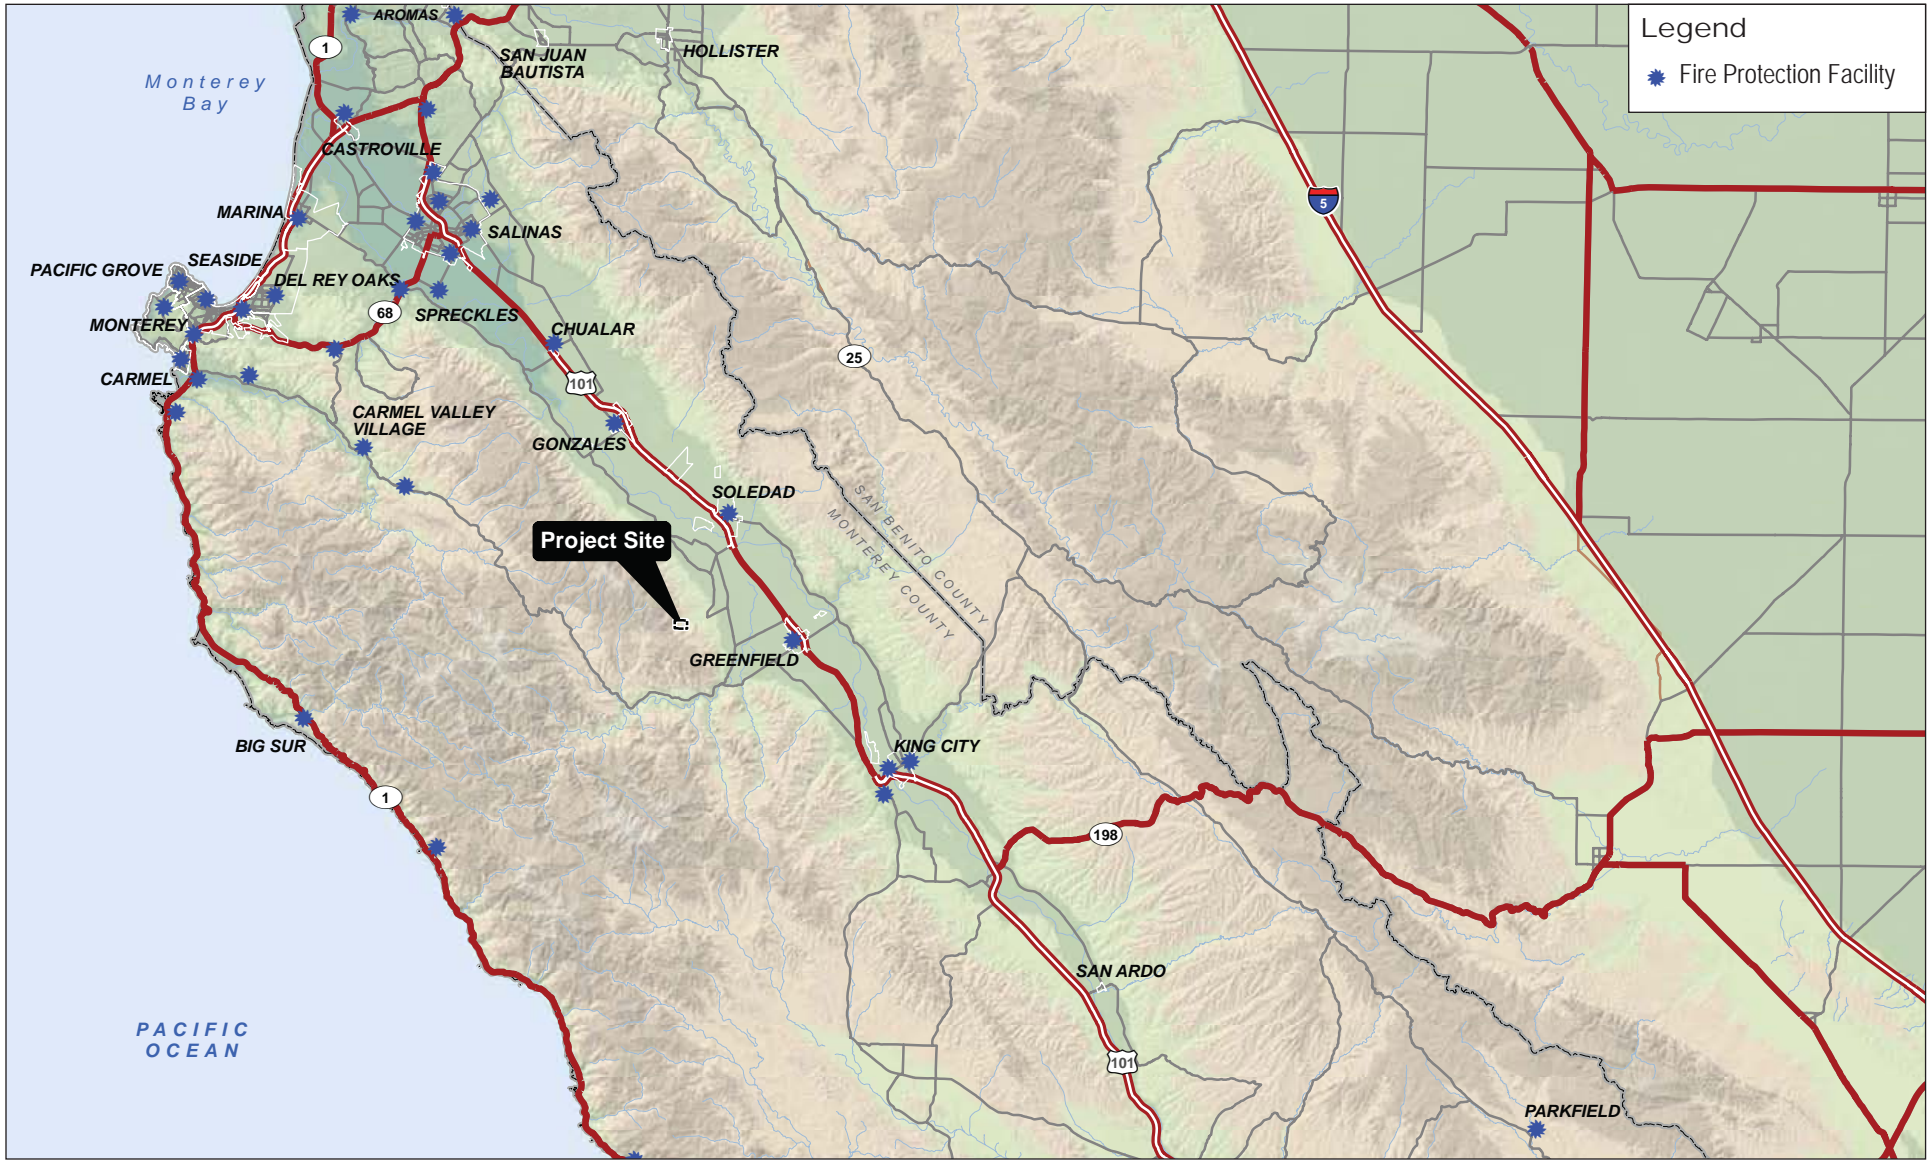 Legend
Fire Protection Facility
AROMAS
1
SAN JUAN
BAUTISTA
HOLLISTER
Monterey
Bay
CASTROVILLE
MARINA
SALINAS
5
PACIFIC GROVE
SEASIDE
DEL REY OAKS
68
SPRECKLES
MONTEREY
CHUALAR
25
CARMEL
101
CARMEL VALLEY
VILLAGE
GONZALES
SOLEDAD
SAN BENITO COUNTY
MONTEREY COUNTY
Project Site
GREENFIELD
BIG SUR
KING CITY
1
198
SAN ARDO
PACIFIC
OCEAN
101
PARKFIELD